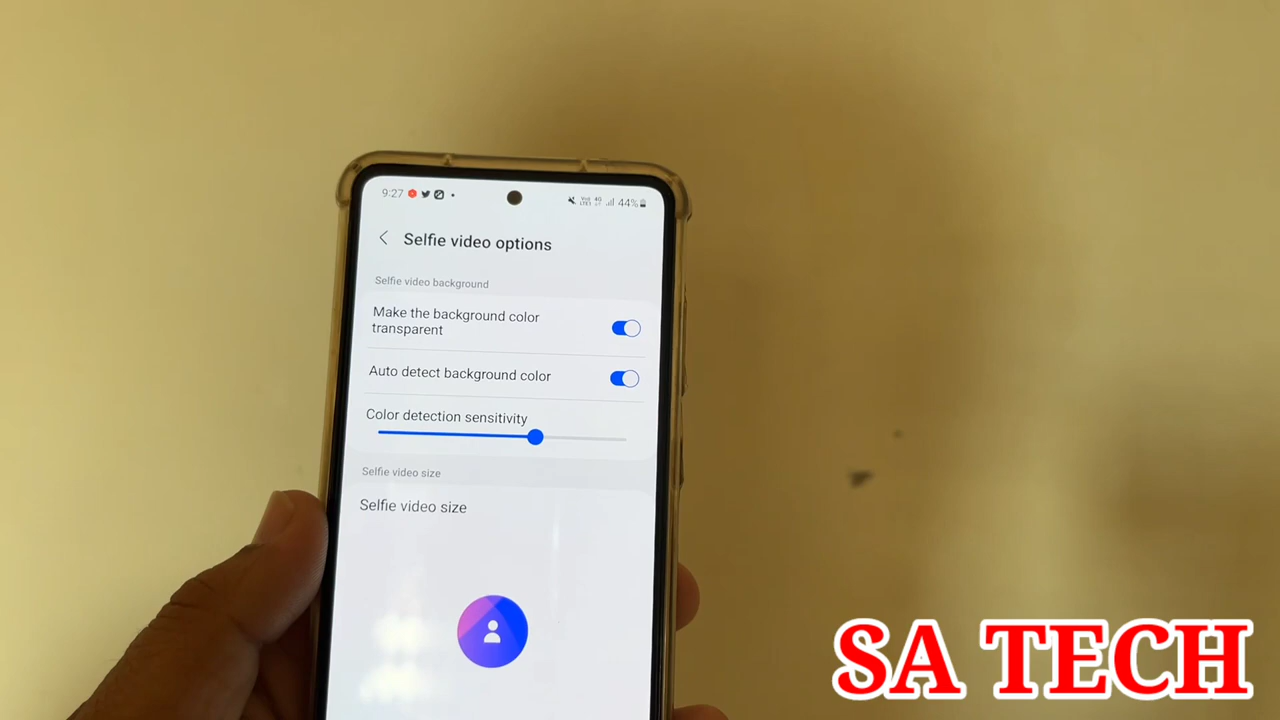 9:27
44%
Selfie video options
Selfie video background
Make the background color
transparent
Auto detect background color
Color detection sensitivity
Selfie video size
Selfie video size
SA TECH